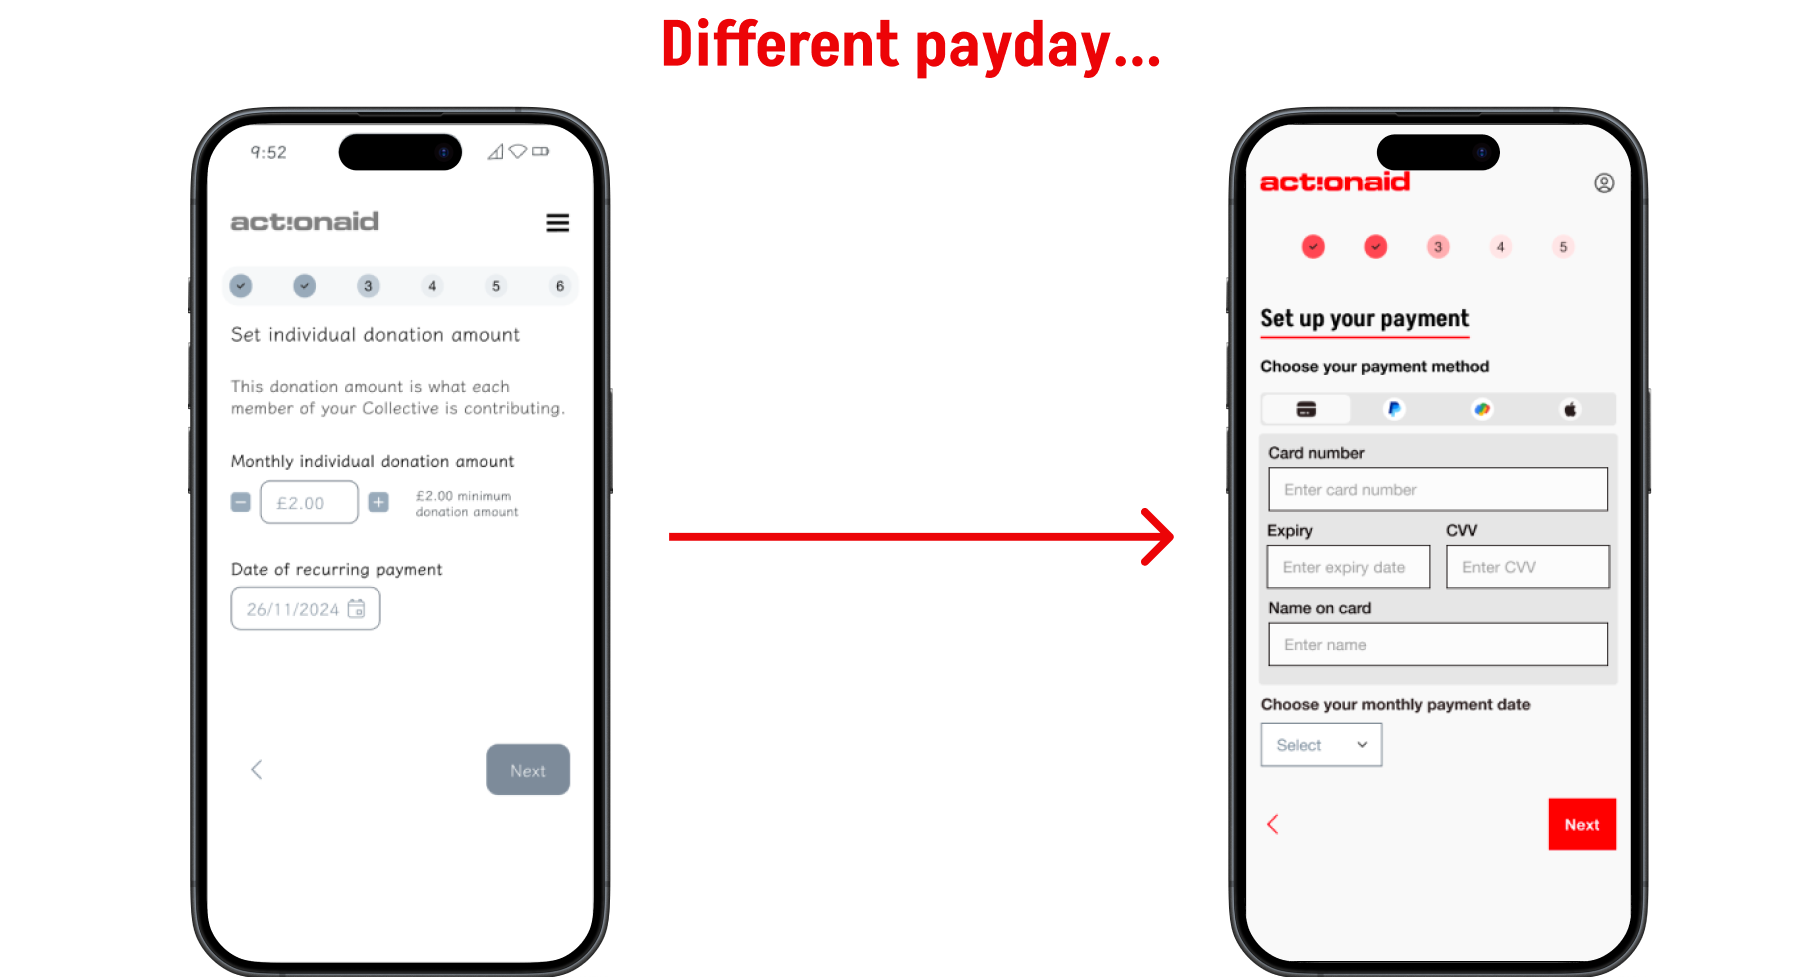 Different payday...
9:52
act!onaid
3 4 5 6
Set individual donation amount
This donation amount is what each
member of your Collective is contributing.
Monthly individual donation amount
£2.00
£2.00 minimum
donation amount
Date of recurring payment
26/11/2024
Next
act!onaid
3 4 5
Set up your payment
Choose your payment method
Card number
Enter card number
Expiry CVV
Enter expiry date Enter CVV
Name on card
Enter name
Choose your monthly payment date
Select
Next